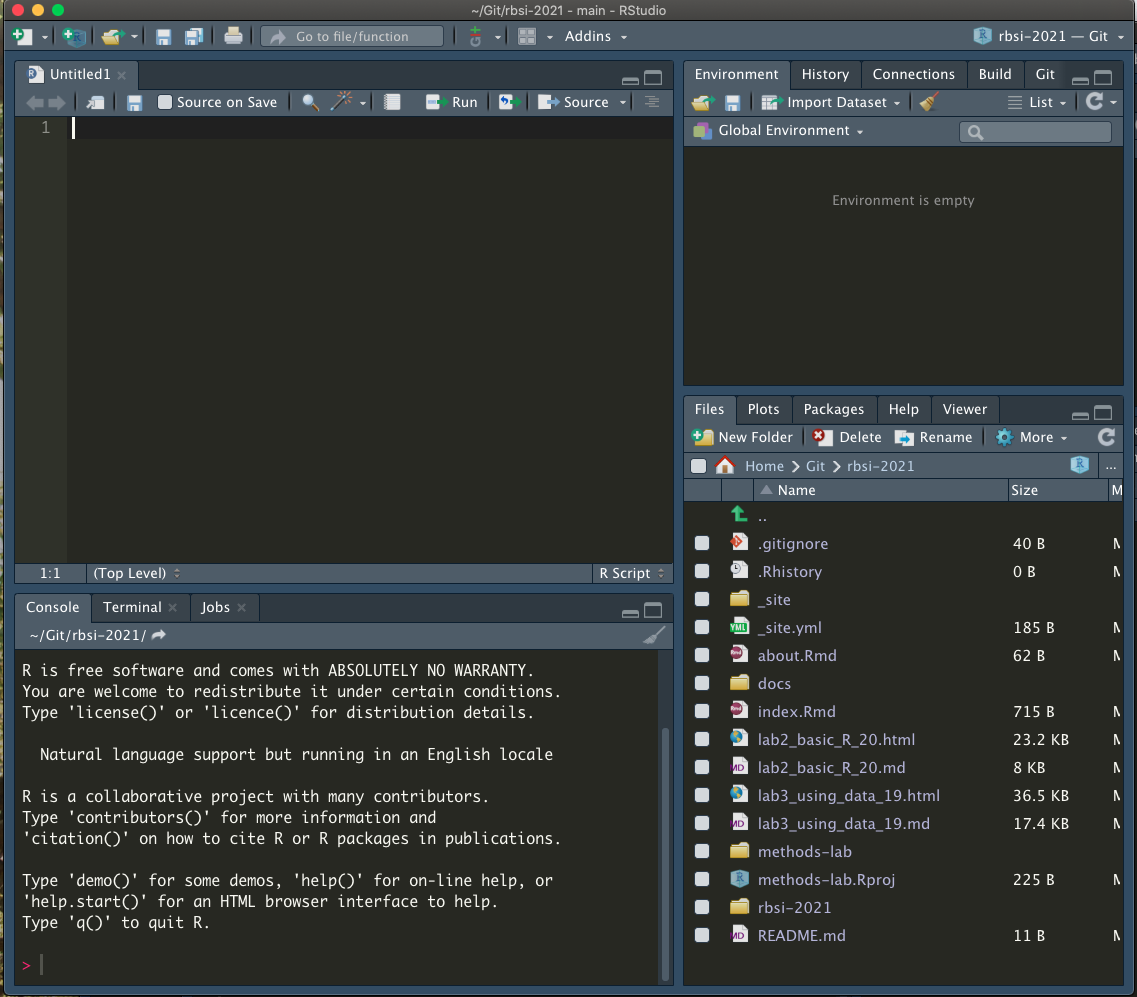 ~/Git/rbsi-2021 - main - RStudio
Go to file/function
Addins
rbsi-2021 — Git
Untitled1
Source on Save
Run
Source
1
1:1
(Top Level)
R Script
Console
Terminal
Jobs
~/Git/rbsi-2021/
R is free software and comes with ABSOLUTELY NO WARRANTY.
You are welcome to redistribute it under certain conditions.
Type 'license()' or 'licence()' for distribution details.
Natural language support but running in an English locale
R is a collaborative project with many contributors.
Type 'contributors()' for more information and
'citation()' on how to cite R or R packages in publications.
Type 'demo()' for some demos, 'help()' for on-line help, or
'help.start()' for an HTML browser interface to help.
Type 'q()' to quit R.
>
Environment
History
Connections
Build
Git
Import Dataset
List
Global Environment
Environment is empty
Files
Plots
Packages
Help
Viewer
New Folder
Delete
Rename
More
Home
Git
rbsi-2021
...
Name
Size
M
..
.gitignore 40 B M
.Rhistory 0 B M
_site
_site.yml 185 B M
about.Rmd 62 B M
docs
index.Rmd 715 B M
lab2_basic_R_20.html 23.2 KB M
lab2_basic_R_20.md 8 KB M
lab3_using_data_19.html 36.5 KB M
lab3_using_data_19.md 17.4 KB M
methods-lab
methods-lab.Rproj 225 B M
rbsi-2021
README.md 11 B M